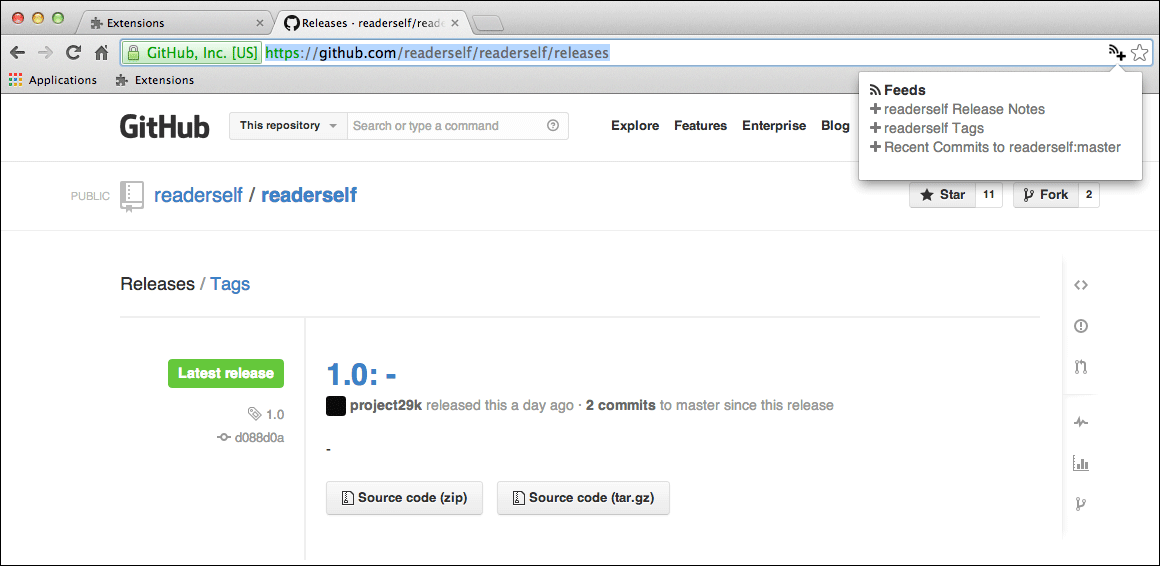 Extensions
Releases · readerself/reade
GitHub, Inc. [US] https://github.com/readerself/readerself/releases
Applications Extensions
Feeds
readerself Release Notes
readerself Tags
Recent Commits to readerself:master
GitHub This repository Search or type a command Explore Features Enterprise Blog
PUBLIC readerself / readerself Star 11 Fork 2
Releases / Tags
Latest release
1.0
d088d0a
1.0: -
project29k released this a day ago · 2 commits to master since this release
-
Source code (zip) Source code (tar.gz)